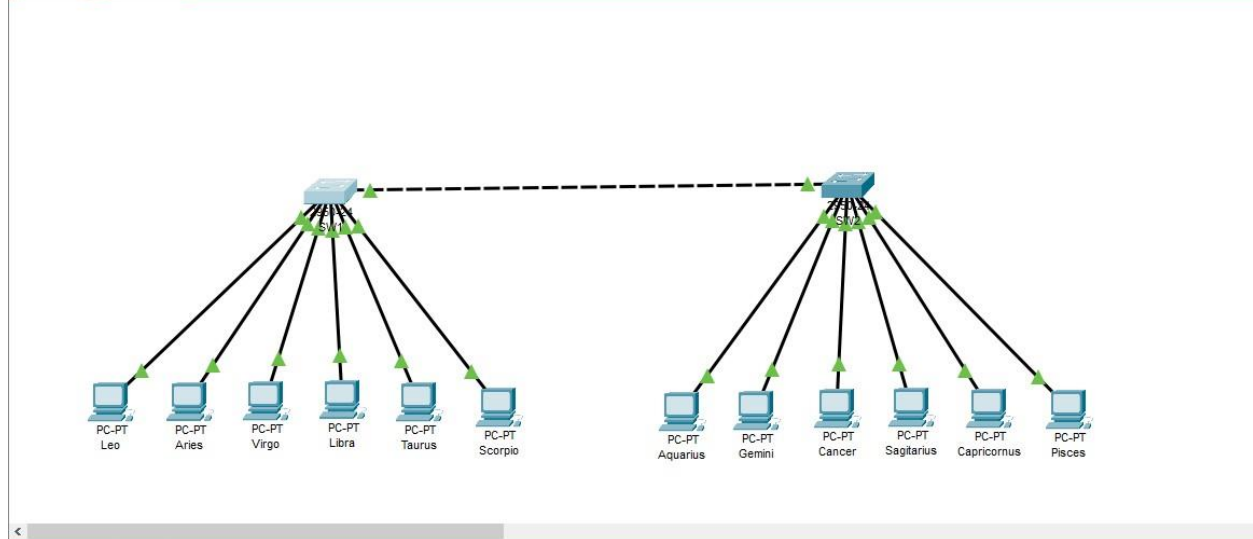 SW1
SW2
PC-PT
Leo
PC-PT
Aries
PC-PT
Virgo
PC-PT
Libra
PC-PT
Taurus
PC-PT
Scorpio
PC-PT
Aquarius
PC-PT
Gemini
PC-PT
Cancer
PC-PT
Sagitarius
PC-PT
Capricornus
PC-PT
Pisces